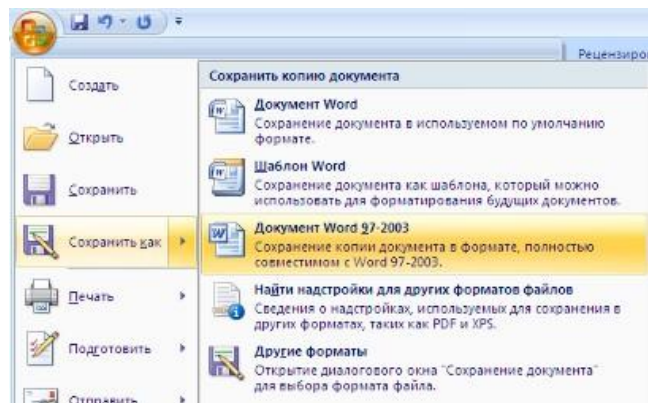 Рецензиро
Создать
Открыть
Сохранить
Сохранить как
Печать
Подготовить
Отправить
Сохранить копию документа
Документ Word
Сохранение документа в используемом по умолчанию
формате.
Шаблон Word
Сохранение документа как шаблона, который можно
использовать для форматирования будущих документов.
Документ Word 97-2003
Сохранение копии документа в формате, полностью
совместимом с Word 97-2003.
Найти надстройки для других форматов файлов
Сведения о надстройках, используемых для сохранения в
других форматах, таких как PDF и XPS.
Другие форматы
Открытие диалогового окна "Сохранение документа"
для выбора формата файла.